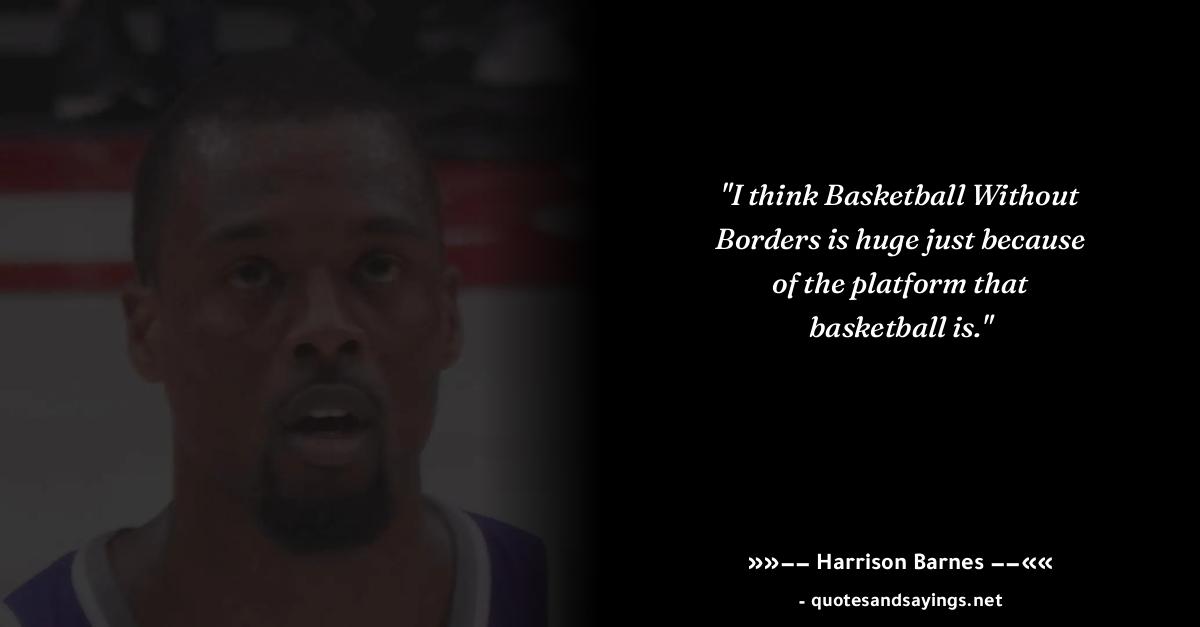 "I think Basketball Without
Borders is huge just because
of the platform that
basketball is."
»»−− Harrison Barnes −−««
- quotesandsayings.net